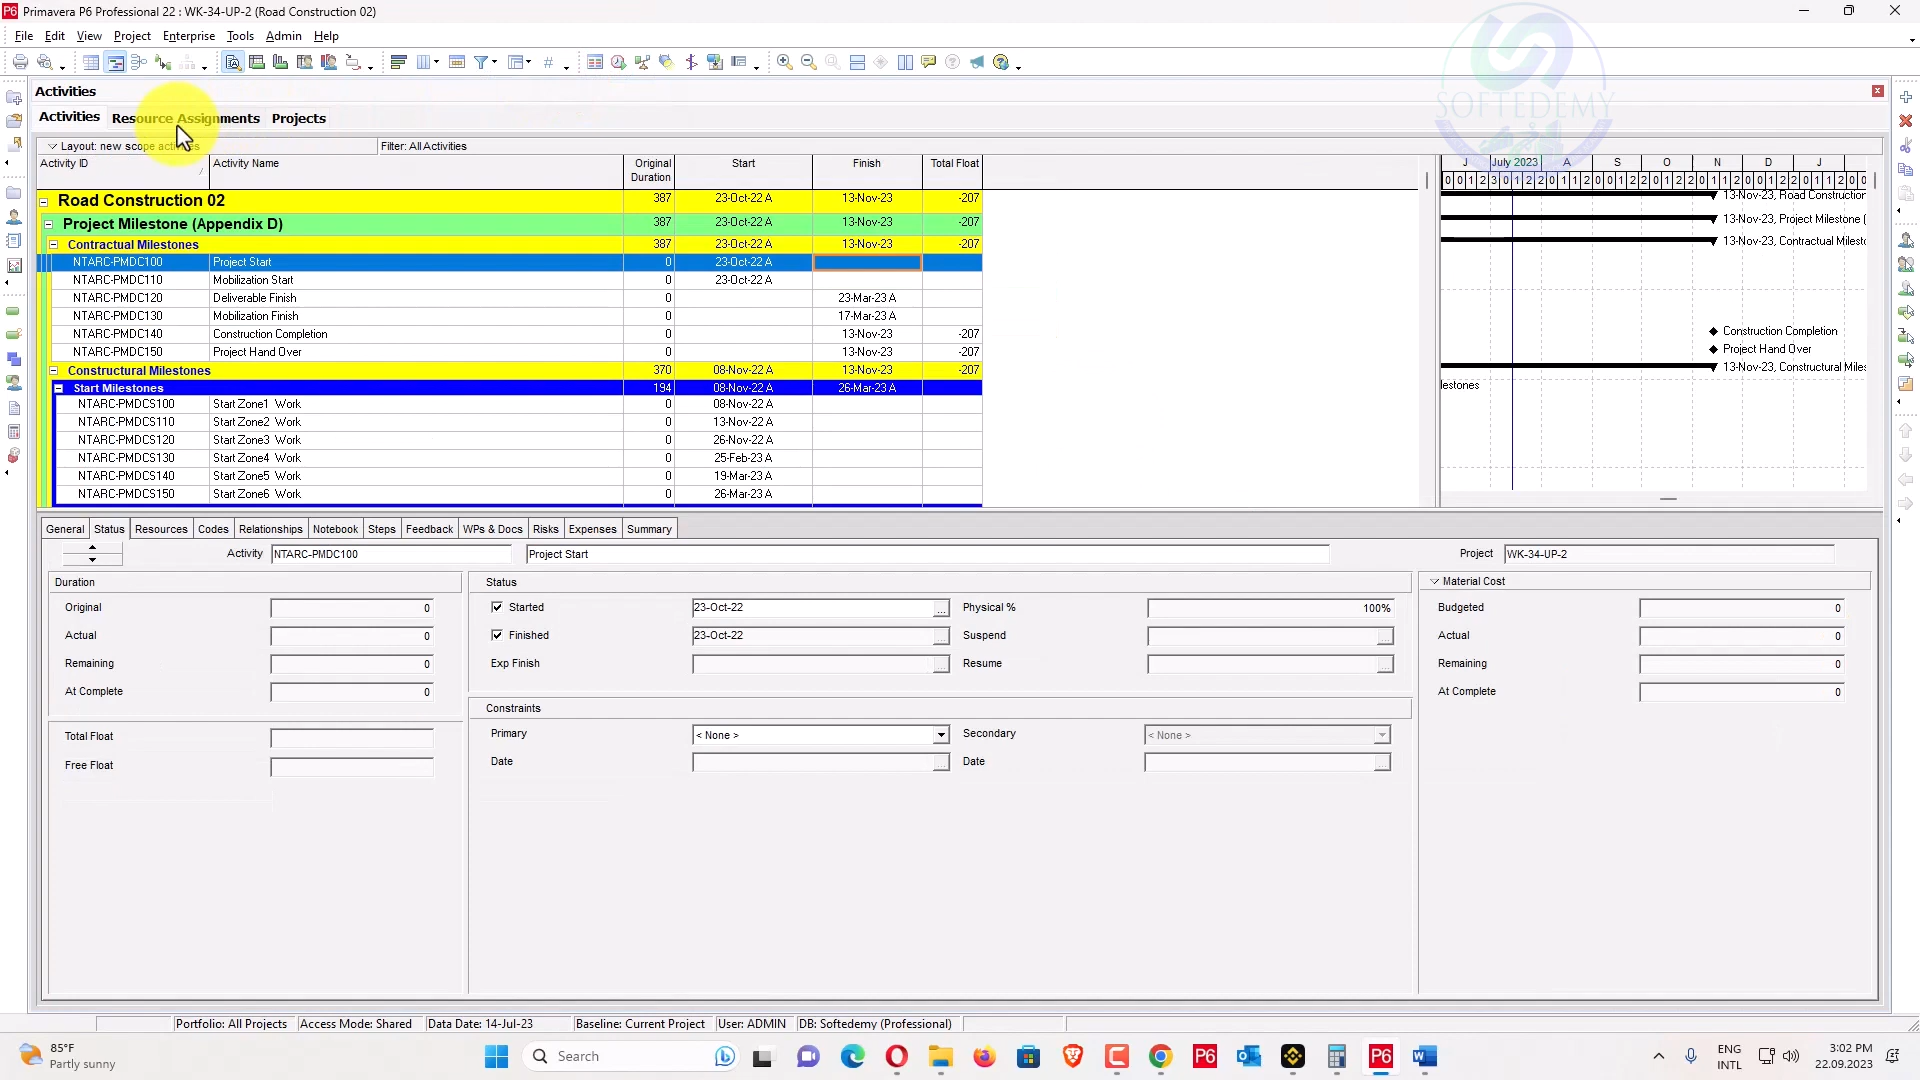 Primavera P6 Professional 22 : WK-34-UP-2 (Road Construction 02)
File Edit View Project Enterprise Tools Admin Help
SOFTEDEMY
Activities
Activities Resource Assignments Projects
Layout: new scope activities Filter: All Activities
Activity ID Activity Name Original Duration Start Finish Total Float J July 2023 A S O N D J
Road Construction 02 387 23-Oct-22 A 13-Nov-23 -207 13-Nov-23, Road Construction
Project Milestone (Appendix D) 387 23-Oct-22 A 13-Nov-23 -207 13-Nov-23, Project Milestone (
Contractual Milestones 387 23-Oct-22 A 13-Nov-23 -207 13-Nov-23, Contractual Milesto
NTARC-PMDC100 Project Start 0 23-Oct-22 A
NTARC-PMDC110 Mobilization Start 0 23-Oct-22 A
NTARC-PMDC120 Deliverable Finish 0 23-Mar-23 A
NTARC-PMDC130 Mobilization Finish 0 17-Mar-23 A
NTARC-PMDC140 Construction Completion 0 13-Nov-23 -207 Construction Completion
NTARC-PMDC150 Project Hand Over 0 13-Nov-23 -207 Project Hand Over
Constructural Milestones 370 08-Nov-22 A 13-Nov-23 -207 13-Nov-23, Constructural Miles
Start Milestones 194 08-Nov-22 A 26-Mar-23 A lestones
NTARC-PMDCS100 Start Zone1 Work 0 08-Nov-22 A
NTARC-PMDCS110 Start Zone2 Work 0 13-Nov-22 A
NTARC-PMDCS120 Start Zone3 Work 0 26-Nov-22 A
NTARC-PMDCS130 Start Zone4 Work 0 25-Feb-23 A
NTARC-PMDCS140 Start Zone5 Work 0 19-Mar-23 A
NTARC-PMDCS150 Start Zone6 Work 0 26-Mar-23 A
General Status Resources Codes Relationships Notebook Steps Feedback WPs & Docs Risks Expenses Summary
Activity NTARC-PMDC100 Project Start Project WK-34-UP-2
Duration Status Material Cost
Original 0 Started 23-Oct-22 ... Physical % 100% Budgeted 0
Actual 0 Finished 23-Oct-22 ... Suspend ... Actual 0
Remaining 0 Exp Finish ... Resume ... Remaining 0
At Complete 0 At Complete 0
Constraints
Total Float Primary < None > Secondary < None >
Free Float Date ... Date ...
Portfolio: All Projects Access Mode: Shared Data Date: 14-Jul-23 Baseline: Current Project User: ADMIN DB: Softedemy (Professional)
85°F
Partly sunny
Search
P6 P6
ENG
INTL
3:02 PM
22.09.2023